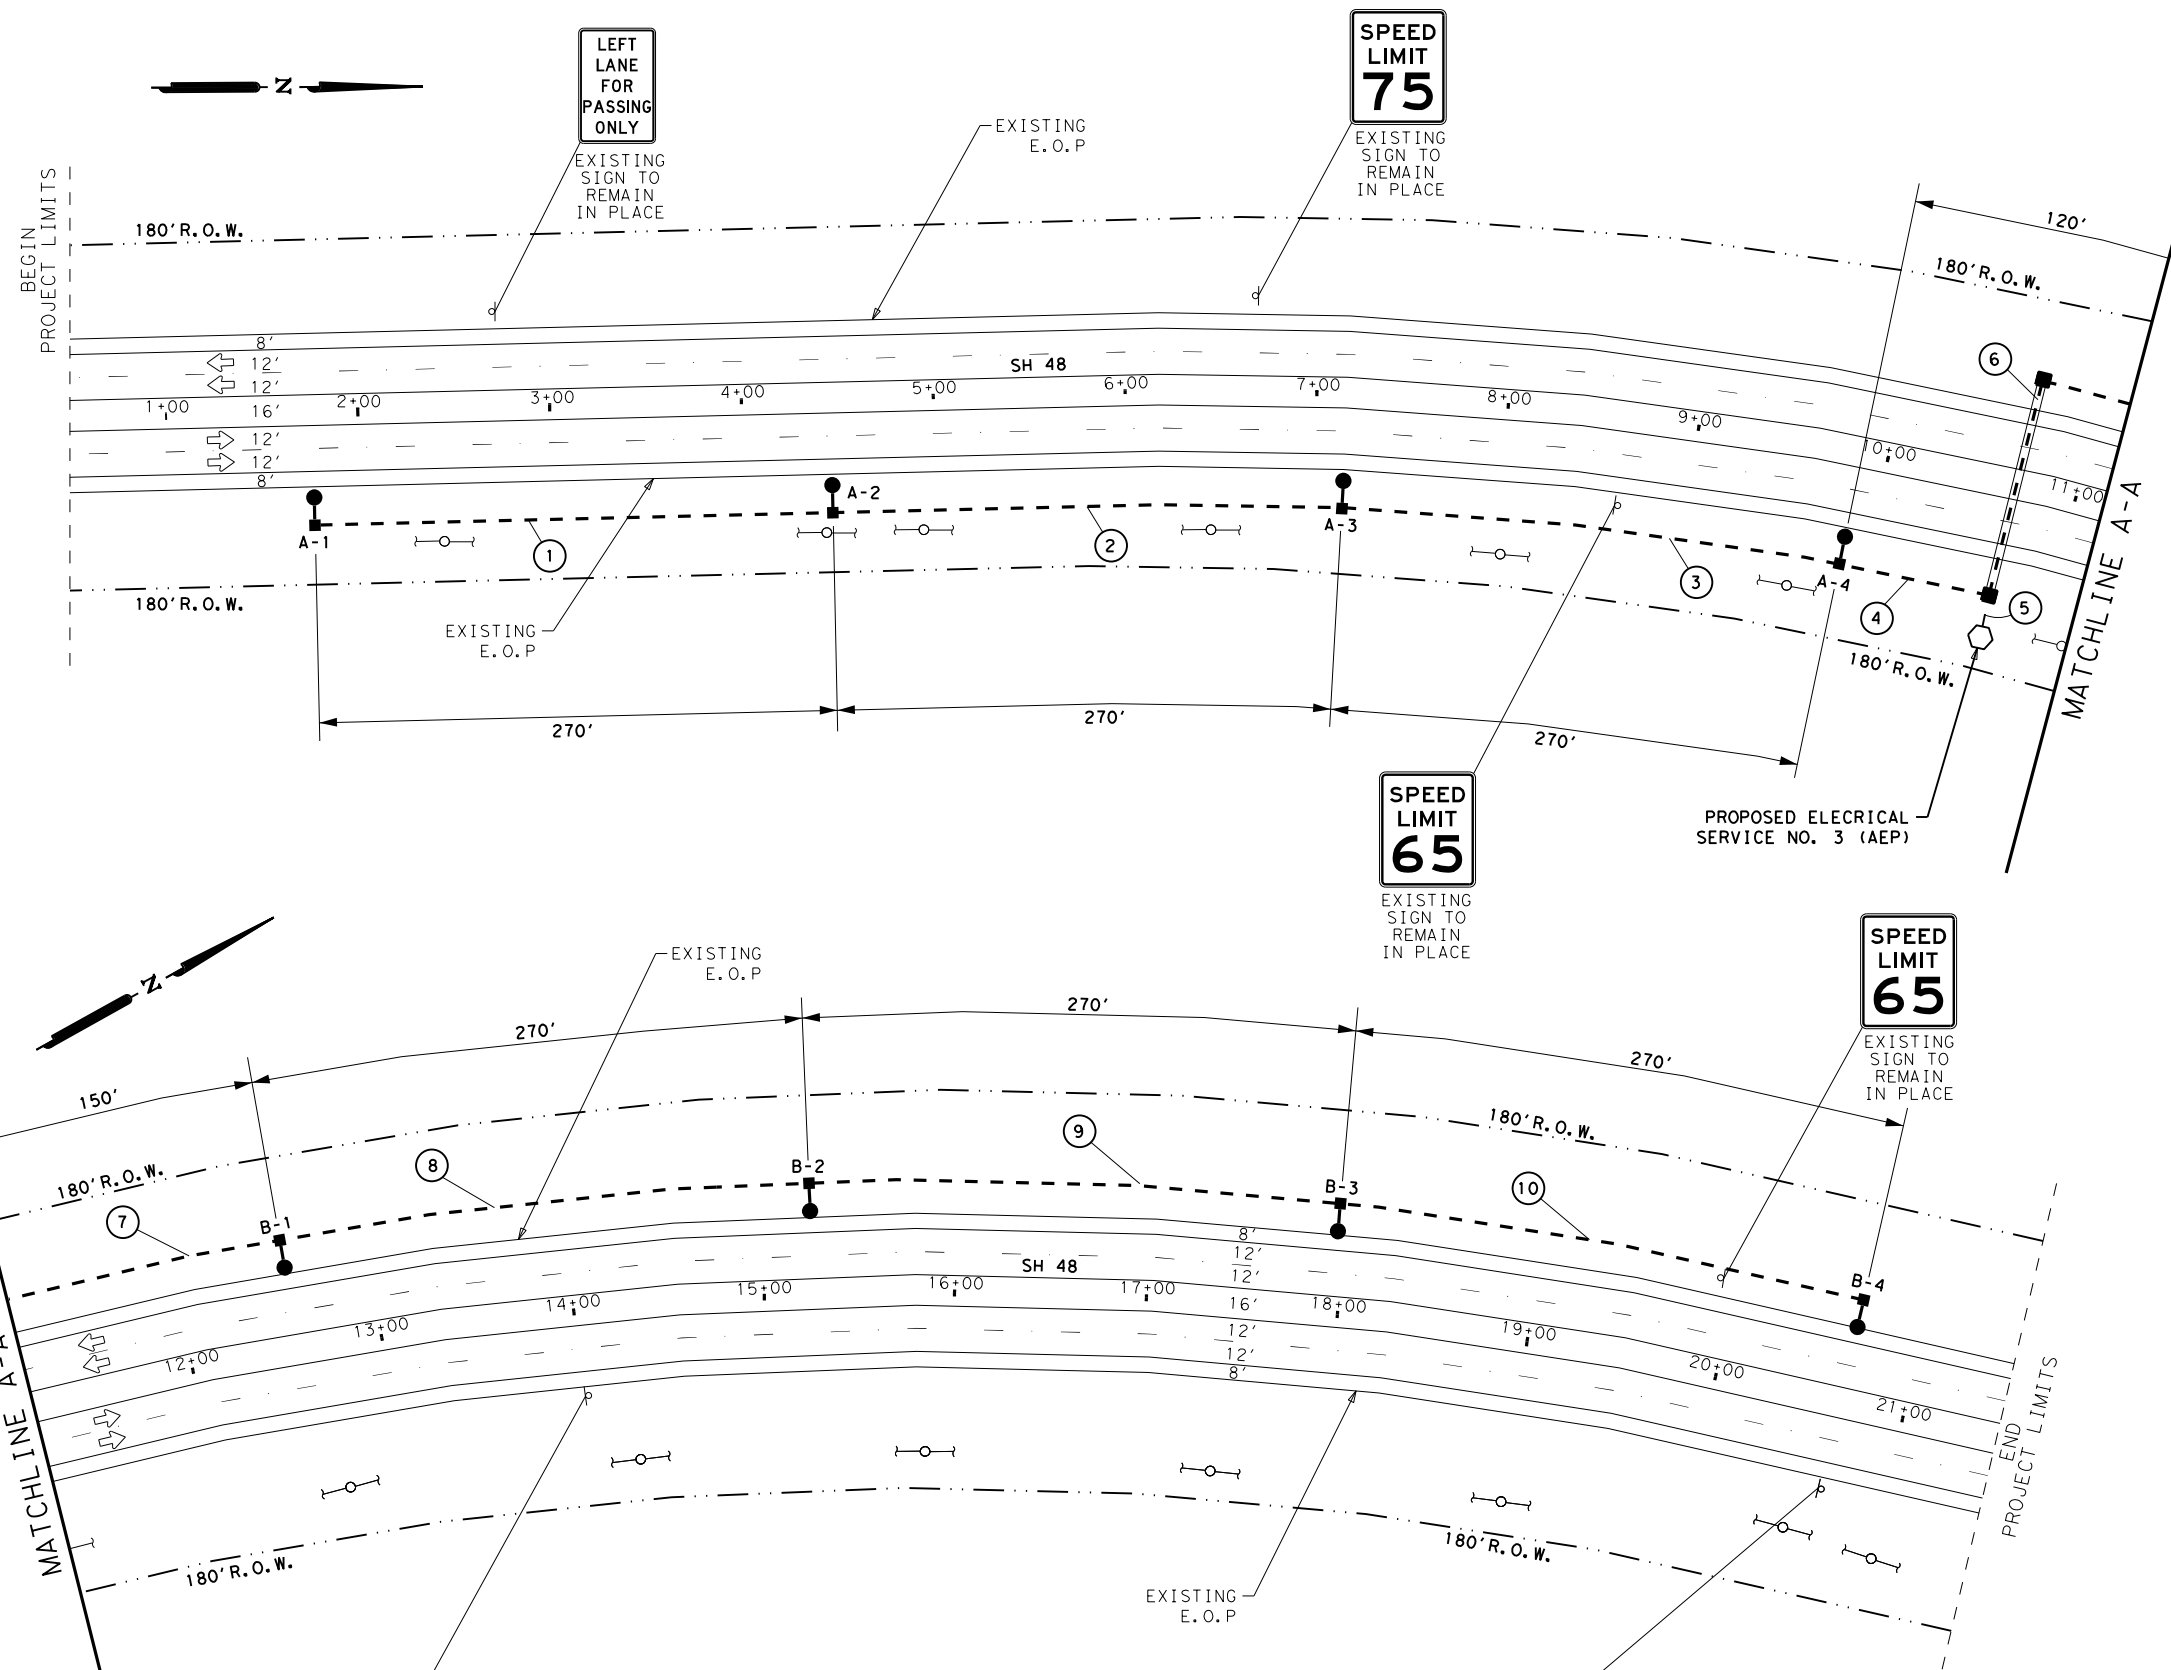 LEFT
LANE
FOR
PASSING
ONLY
EXISTING
SIGN TO
REMAIN
IN PLACE
SPEED
LIMIT
75
EXISTING
SIGN TO
REMAIN
IN PLACE
N
EXISTING
E.O.P
BEGIN
PROJECT LIMITS
180' R.O.W.
120'
180' R.O.W.
8'
12'
12'
16'
12'
12'
8'
SH 48
1+00
2+00
3+00
4+00
5+00
6+00
7+00
8+00
9+00
10+00
11+00
6
A-1
A-2
A-3
A-4
1
2
3
4
5
180' R.O.W.
180' R.O.W.
EXISTING
E.O.P
270'
270'
270'
MATCHLINE A-A
PROPOSED ELECRICAL
SERVICE NO. 3 (AEP)
SPEED
LIMIT
65
EXISTING
SIGN TO
REMAIN
IN PLACE
SPEED
LIMIT
65
EXISTING
SIGN TO
REMAIN
IN PLACE
N
EXISTING
E.O.P
150'
270'
270'
270'
180' R.O.W.
180' R.O.W.
7
8
9
10
B-1
B-2
B-3
B-4
8'
12'
12'
16'
12'
12'
8'
SH 48
12+00
13+00
14+00
15+00
16+00
17+00
18+00
19+00
20+00
21+00
MATCHLINE A-A
END
PROJECT LIMITS
180' R.O.W.
180' R.O.W.
EXISTING
E.O.P